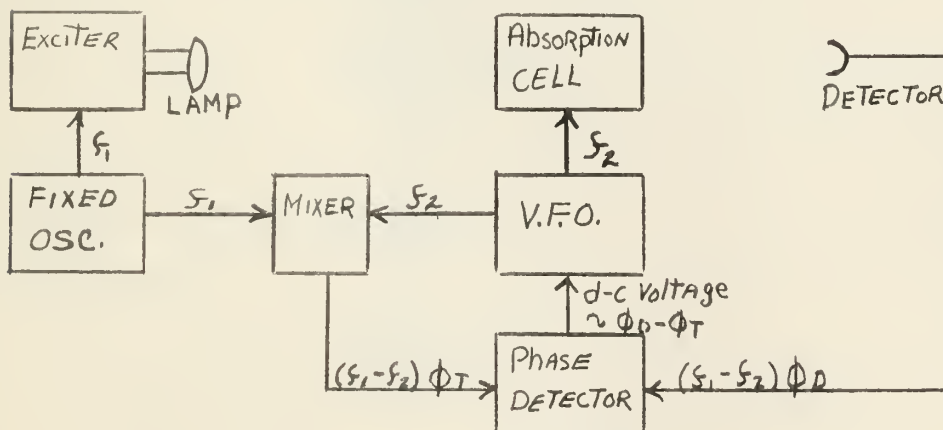 EXCITER
LAMP
Absorption
CELL
DETECTOR
f₁
f₂
FIXED
OSC.
f₁
MIXER
f₂
V.F.O.
d-c voltage
~ ϕD-ϕT
(f₁-f₂) ϕT
PHASE
DETECTOR
(f₁-f₂) ϕD